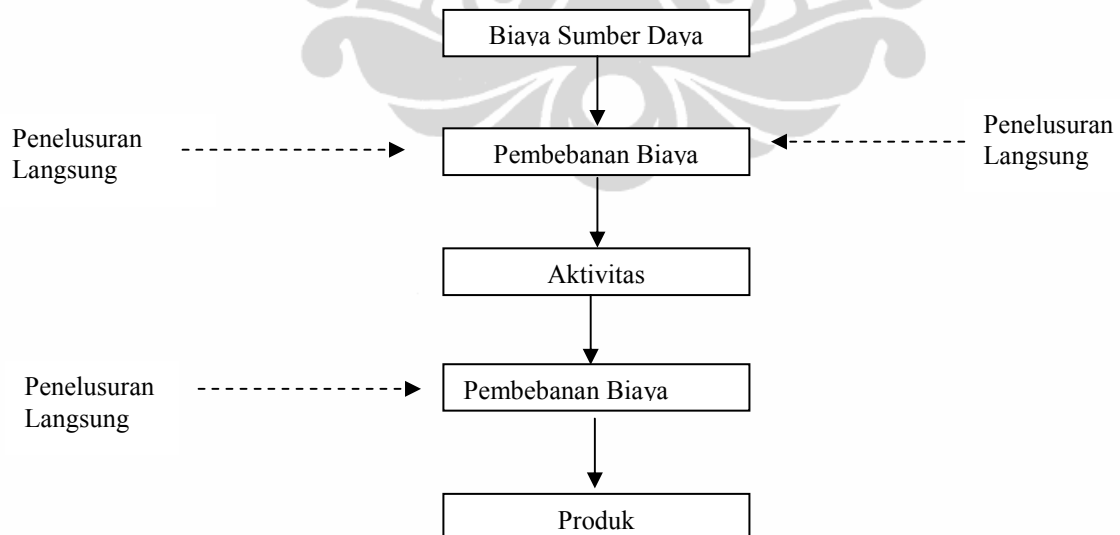 Biaya Sumber Daya
Penelusuran
Langsung
Pembebanan Biaya
Penelusuran
Langsung
Aktivitas
Penelusuran
Langsung
Pembebanan Biaya
Produk